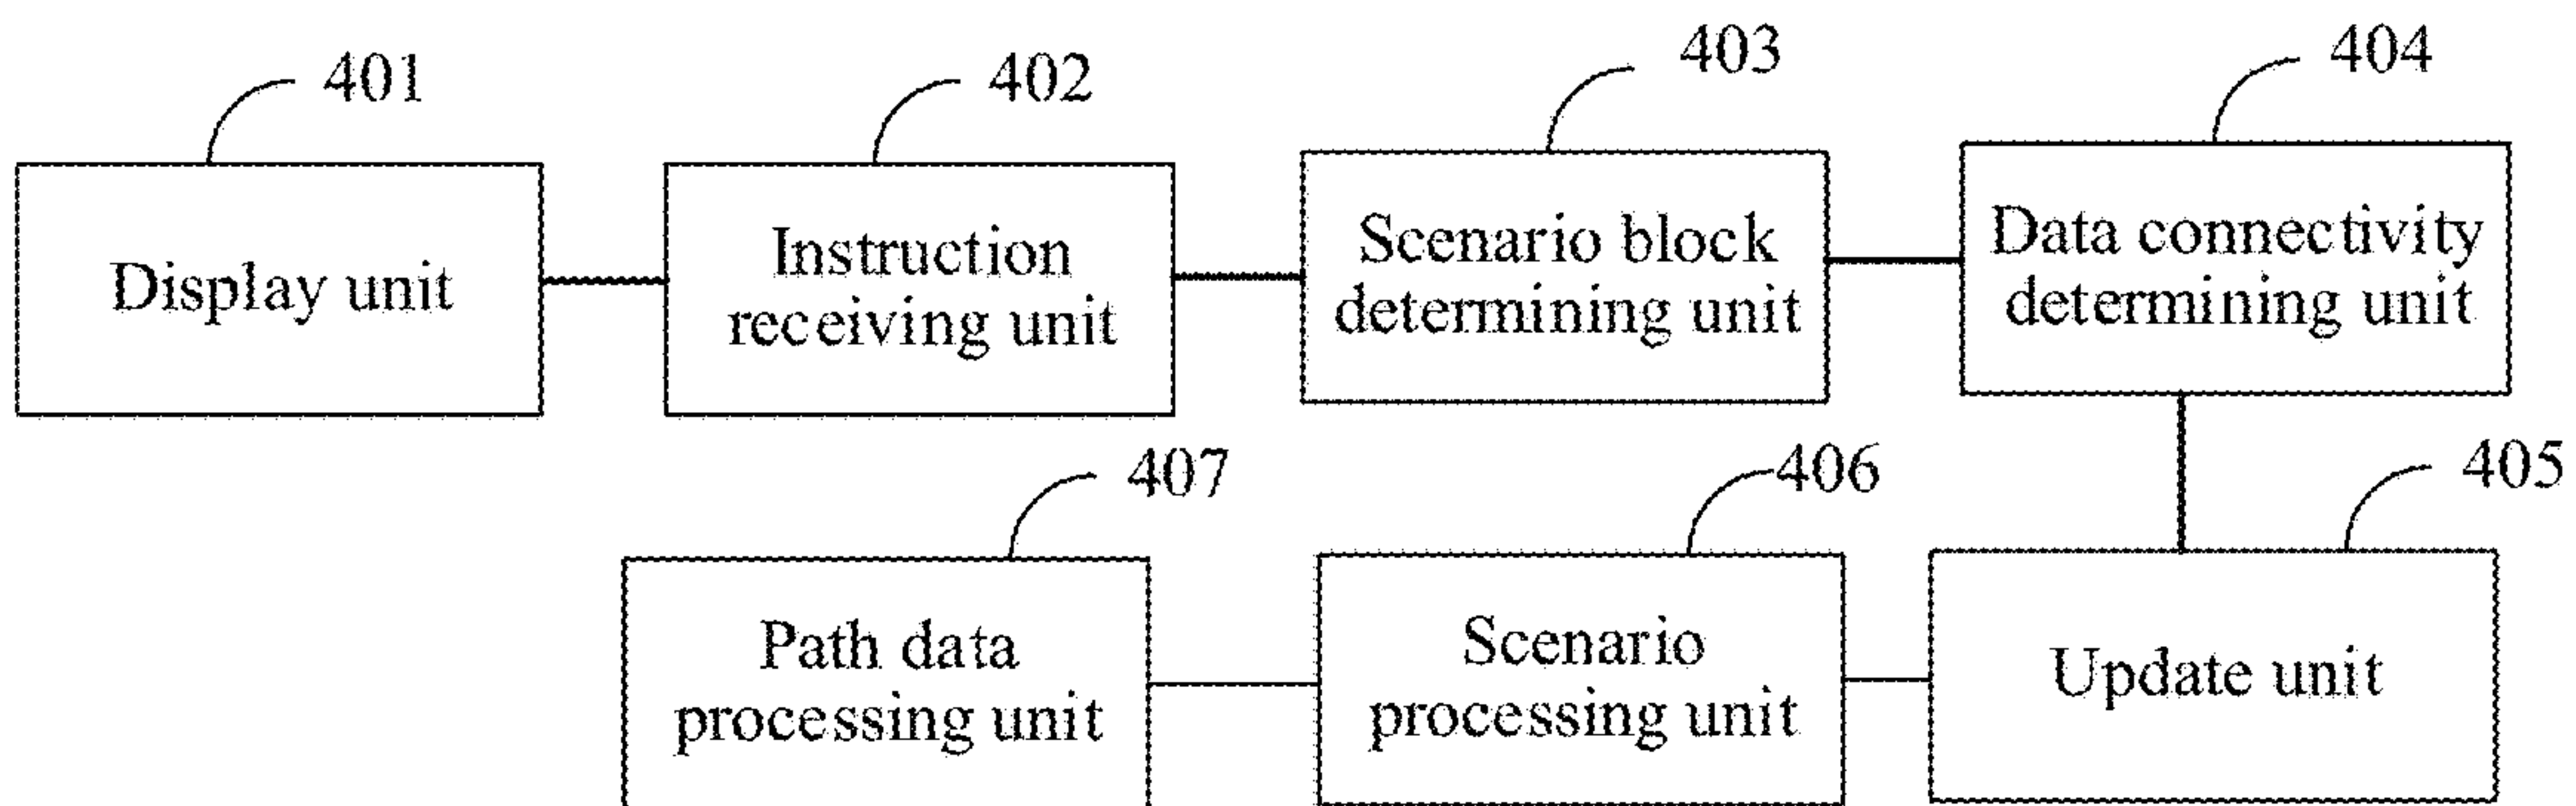 401
402
403
404
Display unit
Instruction
receiving unit
Scenario block
determining unit
Data connectivity
determining unit
407
406
405
Path data
processing unit
Scenario
processing unit
Update unit